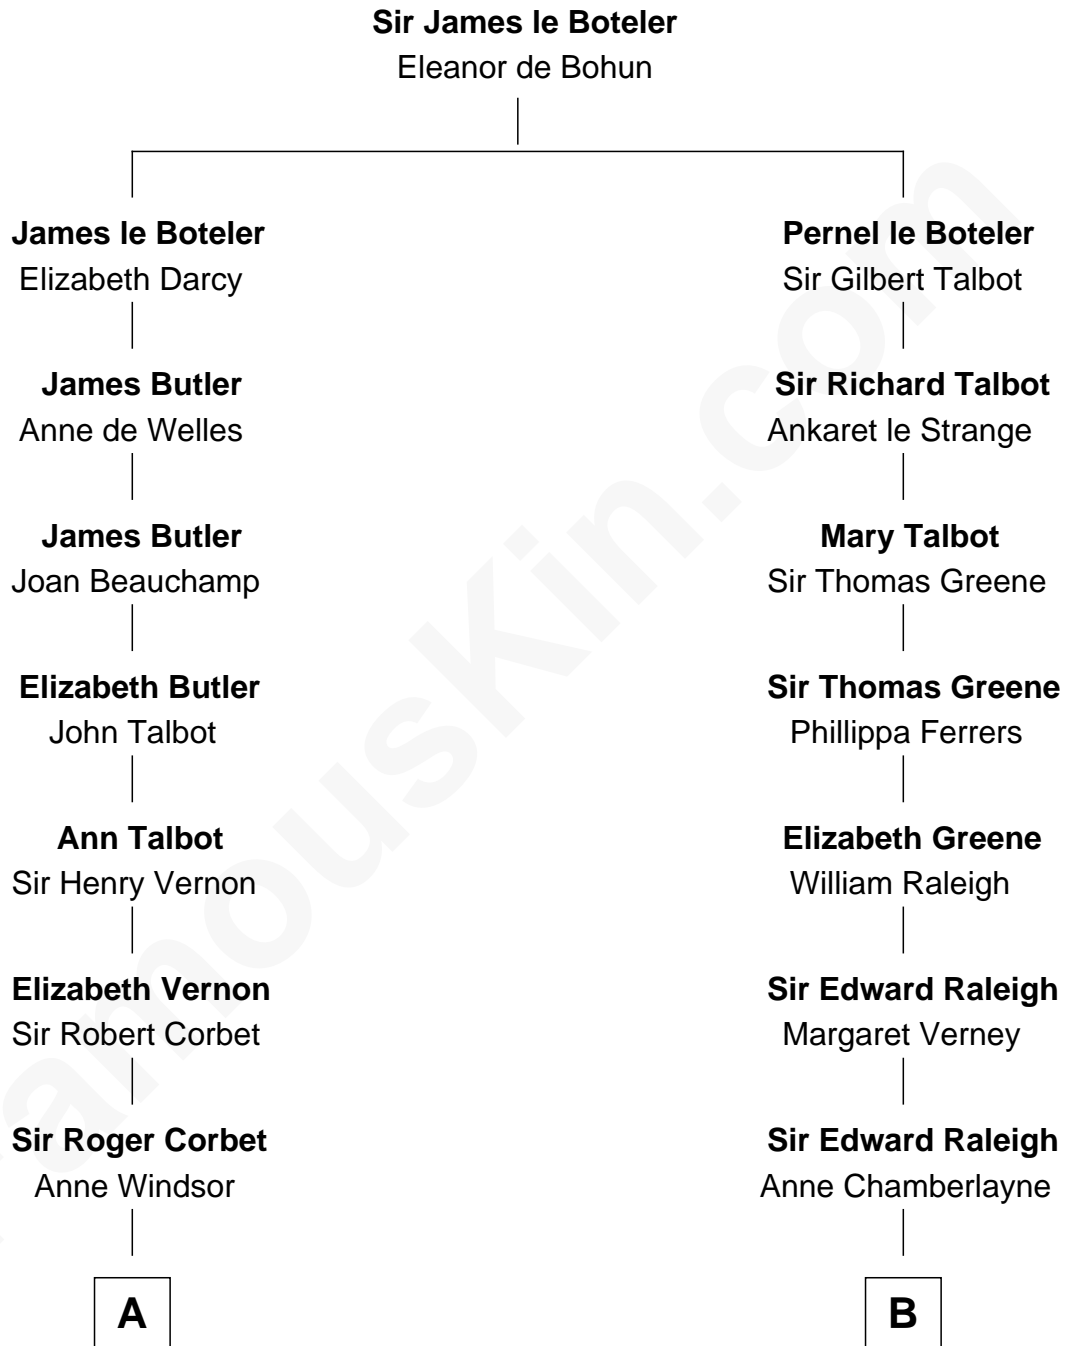 Sir James le Boteler
Eleanor de Bohun
James le Boteler
Elizabeth Darcy
James Butler
Anne de Welles
James Butler
Joan Beauchamp
Elizabeth Butler
John Talbot
Ann Talbot
Sir Henry Vernon
Elizabeth Vernon
Sir Robert Corbet
Sir Roger Corbet
Anne Windsor
A
Pernel le Boteler
Sir Gilbert Talbot
Sir Richard Talbot
Ankaret le Strange
Mary Talbot
Sir Thomas Greene
Sir Thomas Greene
Phillippa Ferrers
Elizabeth Greene
William Raleigh
Sir Edward Raleigh
Margaret Verney
Sir Edward Raleigh
Anne Chamberlayne
B
FamousKin.com